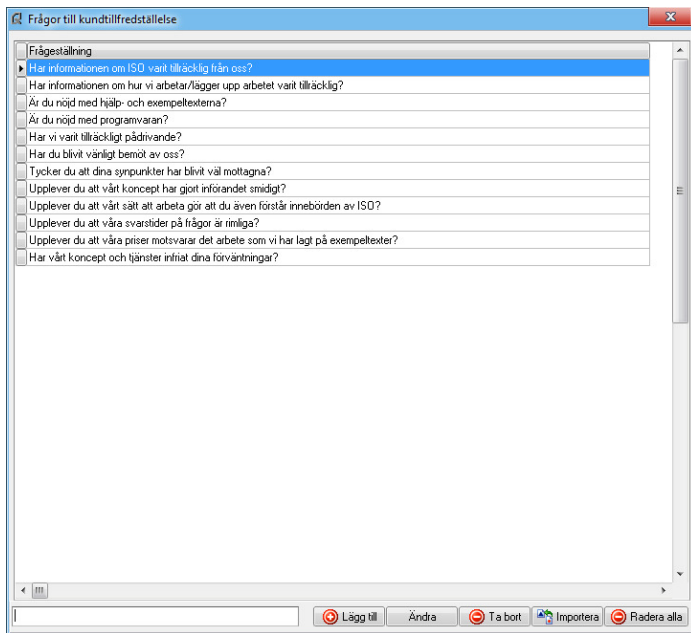 Frågor till kundtillfredställelse
Frågeställning
Har informationen om ISO varit tillräcklig från oss?
Har informationen om hur vi arbetar/lägger upp arbetet varit tillräcklig?
Är du nöjd med hjälp- och exempeltexterna?
Är du nöjd med programvaran?
Har vi varit tillräckligt pådrivande?
Har du blivit vänligt bemöt av oss?
Tycker du att dina synpunkter har blivit väl mottagna?
Upplever du att vårt koncept har gjort införandet smidigt?
Upplever du att vårt sätt att arbeta gör att du även förstår innebörden av ISO?
Upplever du att våra svarstider på frågor är rimliga?
Upplever du att våra priser motsvarar det arbete som vi har lagt på exempeltexter?
Har vårt koncept och tjänster infriat dina förväntningar?
Lägg till Ändra Ta bort Importera Radera alla